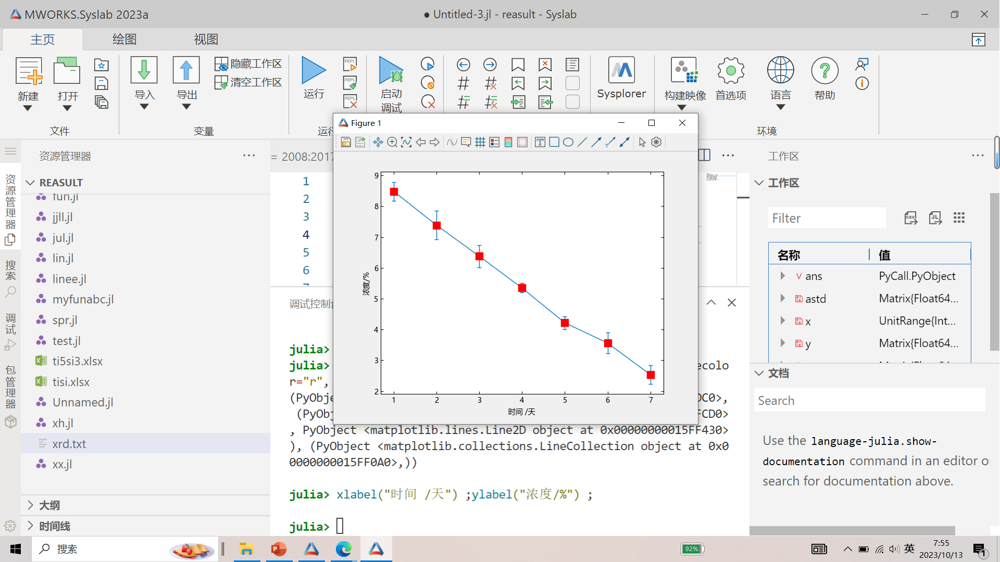 MWORKS.Syslab 2023a
● Untitled-3.jl - reasult - Syslab
主页
绘图
视图
新建
打开
导入
导出
隐藏工作区
清空工作区
运行
REPL
REPL
REPL
启动
调试
Sysplorer
构建映像
首选项
语言
帮助
文件
变量
环境
资源管理器
搜索
调试
包管理器
资源管理器
REASULT
fun.jl
jjll.jl
jul.jl
lin.jl
linee.jl
myfunabc.jl
spr.jl
test.jl
ti5si3.xlsx
tisi.xlsx
Unnamed.jl
xh.jl
xrd.txt
xx.jl
大纲
时间线
= 2008:2017
1
2
3
4
5
6
Figure 1
9
8
7
6
5
4
3
2
浓度/%
1 2 3 4 5 6 7
时间 /天
调试控制台
julia>
julia>
ecolo
r="r",
(PyObje
DC0>,
(PyObj
FCD0>
, PyObject <matplotlib.lines.Line2D object at 0x00000000015FF430>
), (PyObject <matplotlib.collections.LineCollection object at 0x0
0000000015FF0A0>,))
julia> xlabel("时间 /天") ;ylabel("浓度/%") ;
julia>
工作区
工作区
Filter
CSV
JL
名称 值
ans PyCall.PyObject
astd Matrix{Float64...
x UnitRange{Int...
y Matrix{Float64...
文档
Search
Use the language-julia.show-
documentation command in an editor o
search for documentation above.
搜索
92%
英
7:55
2023/10/13
1